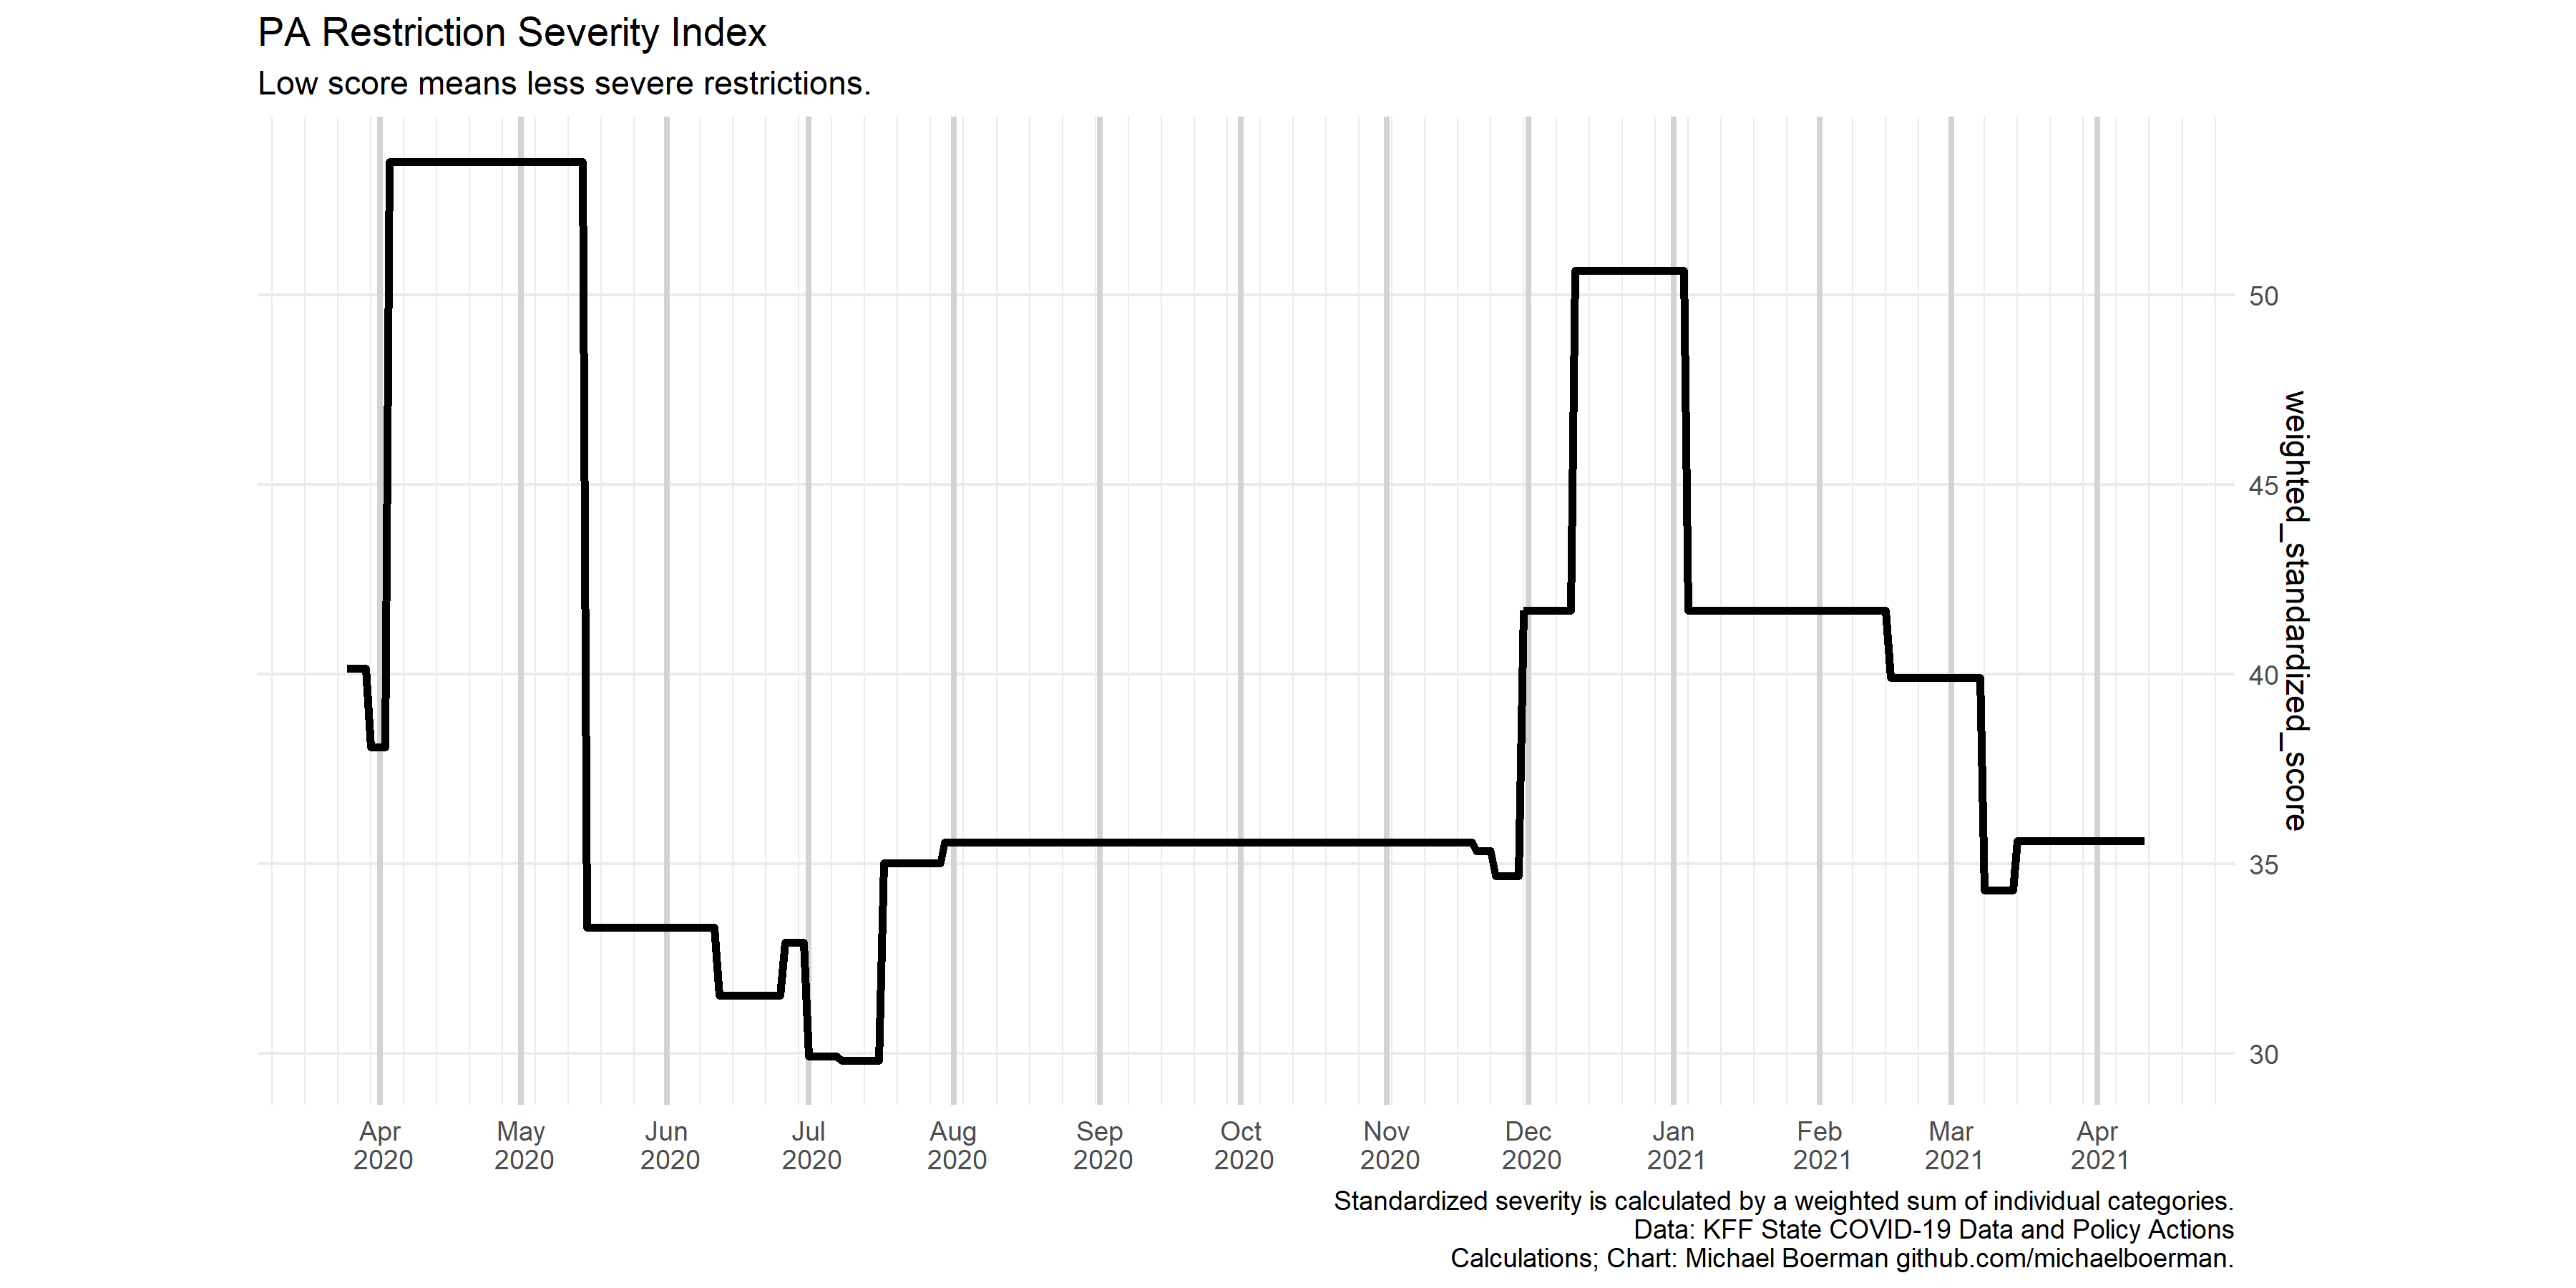 PA Restriction Severity Index
Low score means less severe restrictions.
50
45
40
35
30
weighted_standardized_score
Apr May Jun Jul Aug Sep Oct Nov Dec Jan Feb Mar Apr
2020 2020 2020 2020 2020 2020 2020 2020 2020 2021 2021 2021 2021
Standardized severity is calculated by a weighted sum of individual categories.
Data: KFF State COVID-19 Data and Policy Actions
Calculations; Chart: Michael Boerman github.com/michaelboerman.